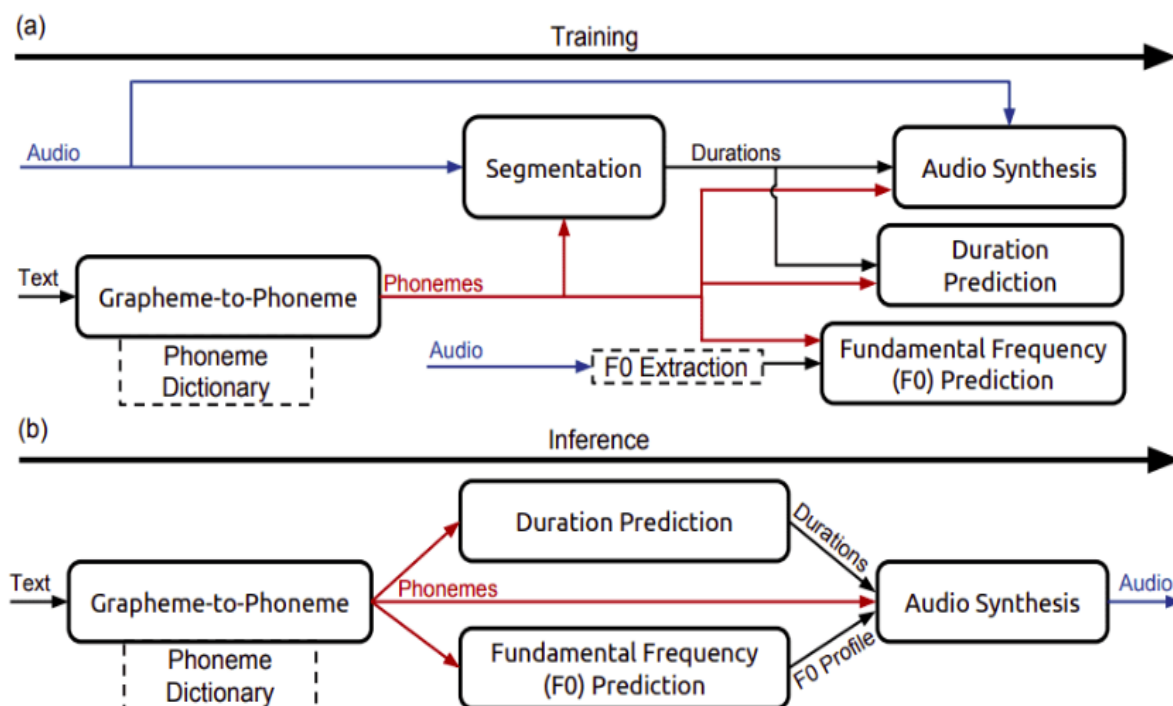 (a)
Training
Audio
Segmentation
Durations
Audio Synthesis
Text
Grapheme-to-Phoneme
Phonemes
Duration
Prediction
Phoneme
Dictionary
Audio
F0 Extraction
Fundamental Frequency
(F0) Prediction
(b)
Inference
Text
Grapheme-to-Phoneme
Phoneme
Dictionary
Duration Prediction
Phonemes
Fundamental Frequency
(F0) Prediction
Durations
F0 Profile
Audio Synthesis
Audio